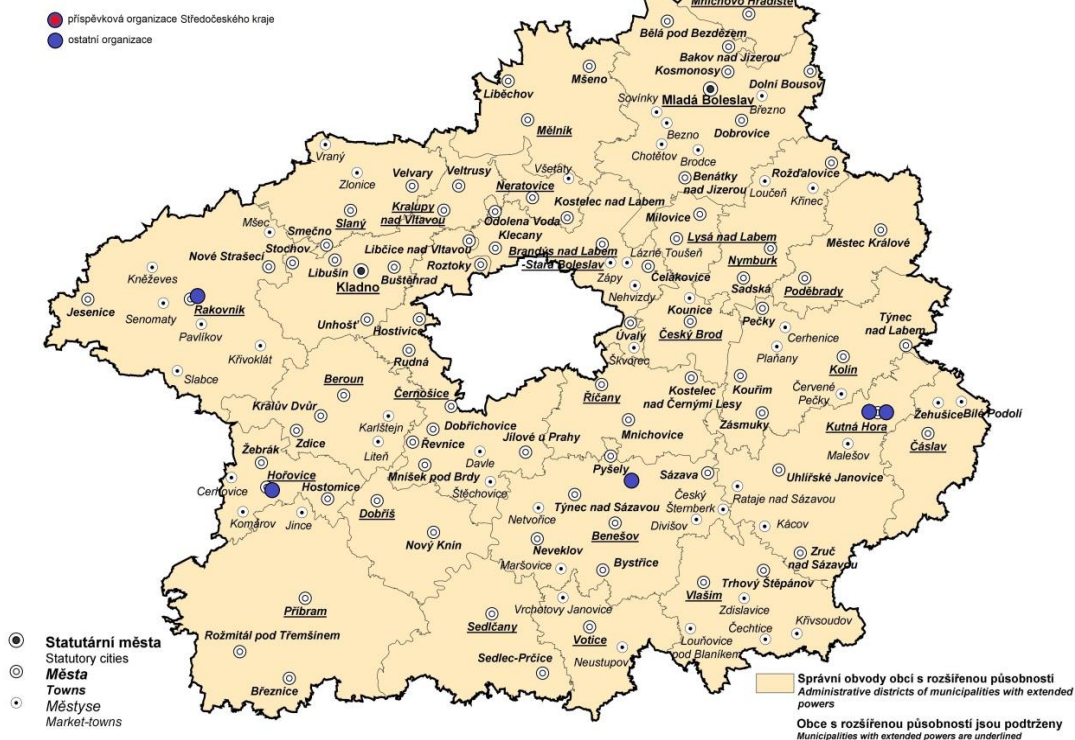 příspěvková organizace Středočeského kraje
ostatní organizace
Mnichovo Hradiště
Bělá pod Bezdězem
Bakov nad Jizerou
Kosmonosy
Mšeno
Liběchov
Dolní Bousov
Sovínky
Mladá Boleslav
Březno
Mělník
Bezno
Dobrovice
Vraný
Chotětov
Brodce
Všetaty
Rožďalovice
Zlonice
Velvary
Veltrusy
Benátky
nad Jizerou
Loučeň
Křinec
Neratovice
Kostelec nad Labem
Kralupy
nad Vltavou
Slaný
Odolena Voda
Milovice
Mšec
Smečno
Klecany
Libčice nad Vltavou
Brandýs nad Labem
-Stará Boleslav
Lysá nad Labem
Městec Králové
Stochov
Nové Strašecí
Lázně Toušeň
Nymburk
Libušin
Buštěhrad
Roztoky
Čelákovice
Kněževes
Kladno
Zápy
Nehvizdy
Sadská
Poděbrady
Jesenice
Senomaty
Rakovník
Pavlíkov
Kounice
Pečky
Týnec
nad Labem
Unhošť
Hostivice
Úvaly
Český Brod
Cerhenice
Křivoklát
Rudná
Škvorec
Plaňany
Kolín
Slabce
Beroun
Černošice
Říčany
Kostelec
nad Černými Lesy
Kouřim
Červené
Pečky
Žehušice
Bílé Podolí
Králův Dvůr
Karlštejn
Dobřichovice
Mnichovice
Zásmuky
Kutná Hora
Zdice
Liteň
Řevnice
Jílové u Prahy
Malešov
Čáslav
Žebrák
Davle
Pyšely
Hořovice
Mníšek pod Brdy
Sázava
Uhlířské Janovice
Cerhovice
Hostomice
Štěchovice
Týnec nad Sázavou
Český
Šternberk
Rataje nad Sázavou
Komárov
Jince
Dobříš
Netvořice
Divišov
Kácov
Nový Knín
Benešov
Neveklov
Maršovice
Bystřice
Zruč
nad Sázavou
Trhový Štěpánov
Vlašim
Příbram
Vrchotovy Janovice
Zdislavice
Sedlčany
Křivsoudov
Čechtice
Rožmitál pod Třemšínem
Votice
Louňovice
pod Blaníkem
Neustupov
Sedlec-Prčice
Březnice
Statutární města
Statutory cities
Města
Towns
Městyse
Market-towns
Správní obvody obcí s rozšířenou působností
Administrative districts of municipalities with extended
powers
Obce s rozšířenou působností jsou podtrženy
Municipalities with extended powers are underlined